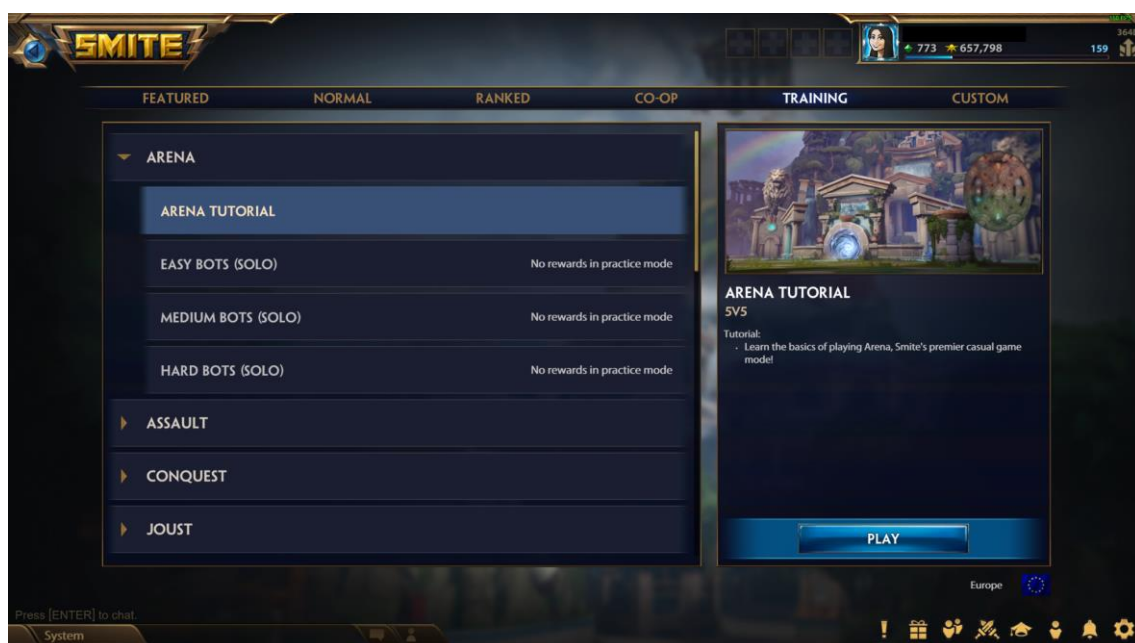 SMITE
773 657,798
159
FEATURED NORMAL RANKED CO-OP TRAINING CUSTOM
ARENA
ARENA TUTORIAL
EASY BOTS (SOLO) No rewards in practice mode
MEDIUM BOTS (SOLO) No rewards in practice mode
HARD BOTS (SOLO) No rewards in practice mode
ASSAULT
CONQUEST
JOUST
ARENA TUTORIAL
5V5
Tutorial:
· Learn the basics of playing Arena, Smite's premier casual game
mode!
PLAY
Europe
Press [ENTER] to chat.
System